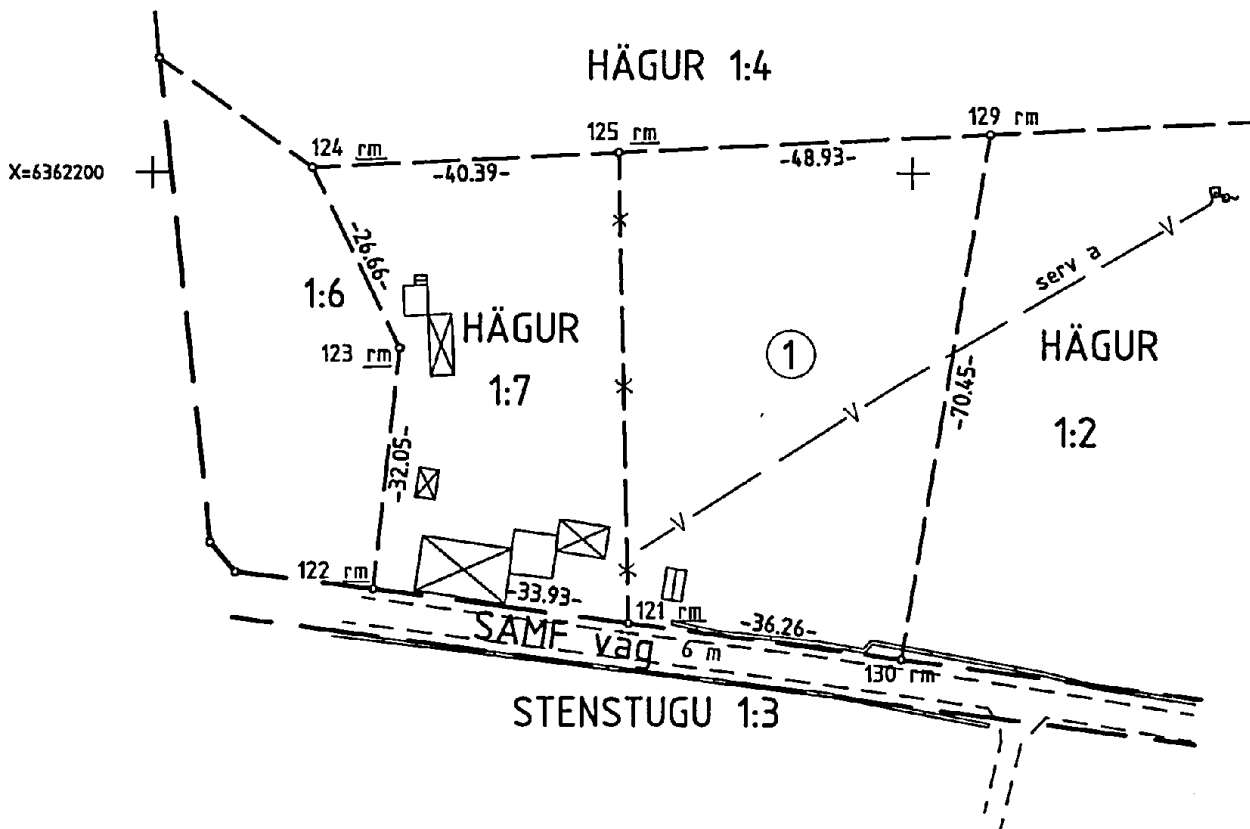 HÄGUR 1:4
129 rm
125 rm
124 rm
X=6362200
-40.39-
-48.93-
-26.66-
serv a
1:6
HÄGUR
1:7
1
HÄGUR
1:2
123 rm
-70.45-
V
V
V
-32.05-
122 rm
-33.93-
121 rm
-36.26-
SAMF väg 6 m
130 rm
STENSTUGU 1:3